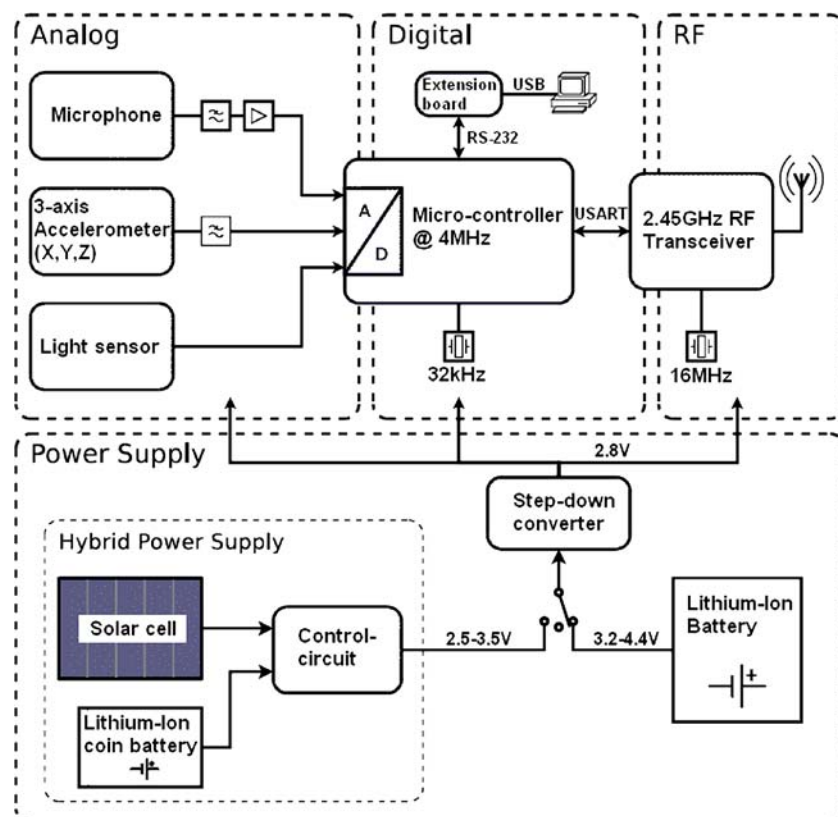 Analog
Digital
RF
Microphone
Extension
board
USB
RS-232
3-axis
Accelerometer
(X,Y,Z)
A
D
Micro-controller
@ 4MHz
USART
2.45GHz RF
Transceiver
Light sensor
32kHz
16MHz
Power Supply
2.8V
Step-down
converter
Hybrid Power Supply
Solar cell
Control-
circuit
2.5-3.5V
3.2-4.4V
Lithium-Ion
Battery
+
Lithium-Ion
coin battery
+